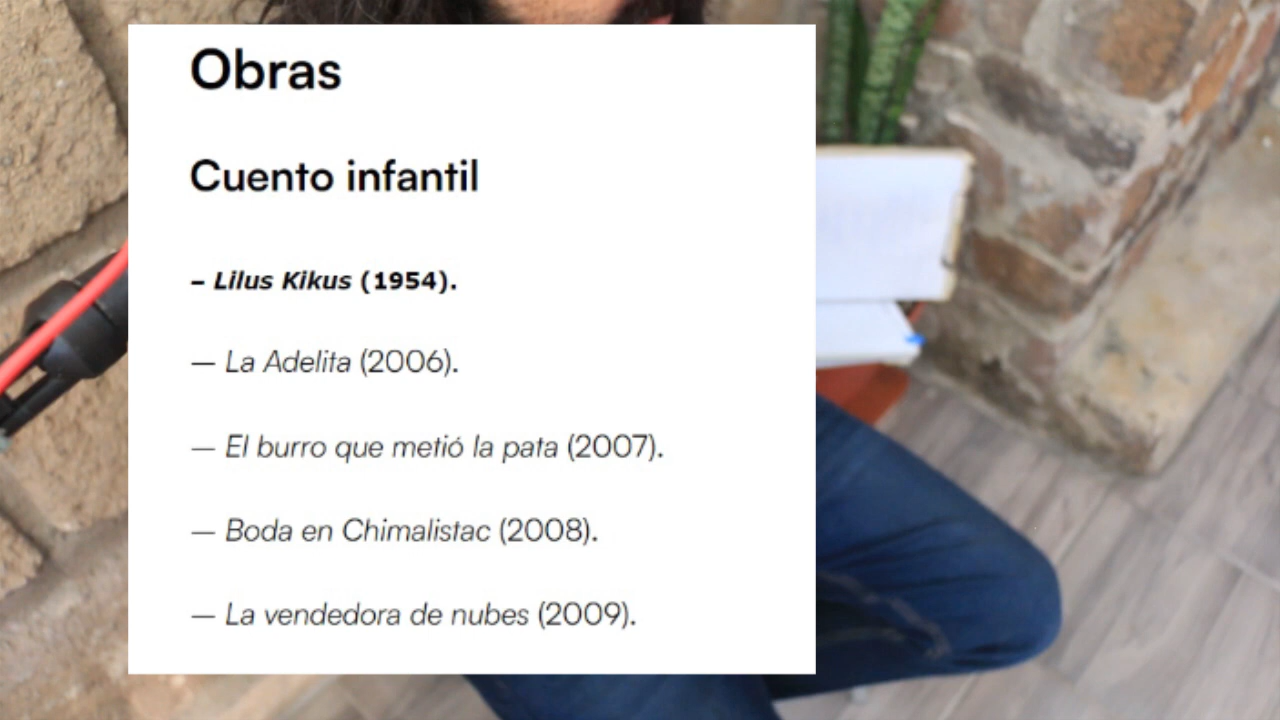 Obras
Cuento infantil
– Lilus Kikus (1954).
— La Adelita (2006).
— El burro que metió la pata (2007).
— Boda en Chimalistac (2008).
— La vendedora de nubes (2009).